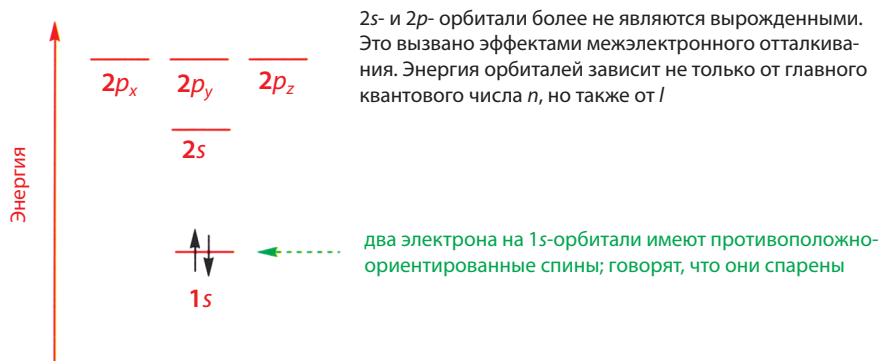 2s- и 2p- орбитали более не являются вырожденными.
Это вызвано эффектами межэлектронного отталкива-
ния. Энергия орбиталей зависит не только от главного
квантового числа n, но также от l
2pₓ 2p_y 2p_z
2s
Энергия
два электрона на 1s-орбитали имеют противоположно-
ориентированные спины; говорят, что они спарены
1s